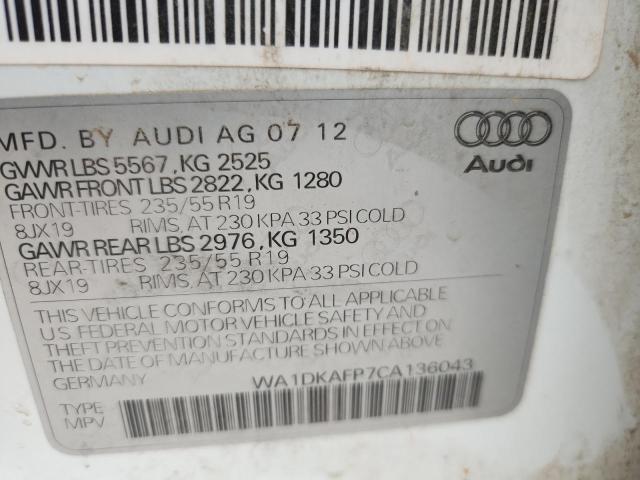 MFD. BY AUDI AG 07 12
GVWR LBS 5567, KG 2525
GAWR FRONT LBS 2822, KG 1280
FRONT-TIRES 235/55 R19
8JX19 RIMS, AT 230 KPA 33 PSI COLD
GAWR REAR LBS 2976, KG 1350
REAR-TIRES 235/55 R19
8JX19 RIMS, AT 230 KPA 33 PSI COLD
THIS VEHICLE CONFORMS TO ALL APPLICABLE
U.S. FEDERAL MOTOR VEHICLE SAFETY AND
THEFT PREVENTION STANDARDS IN EFFECT ON
THE DATE OF MANUFACTURE SHOWN ABOVE
GERMANY WA1DKAFP7CA136043
TYPE
MPV
Audi